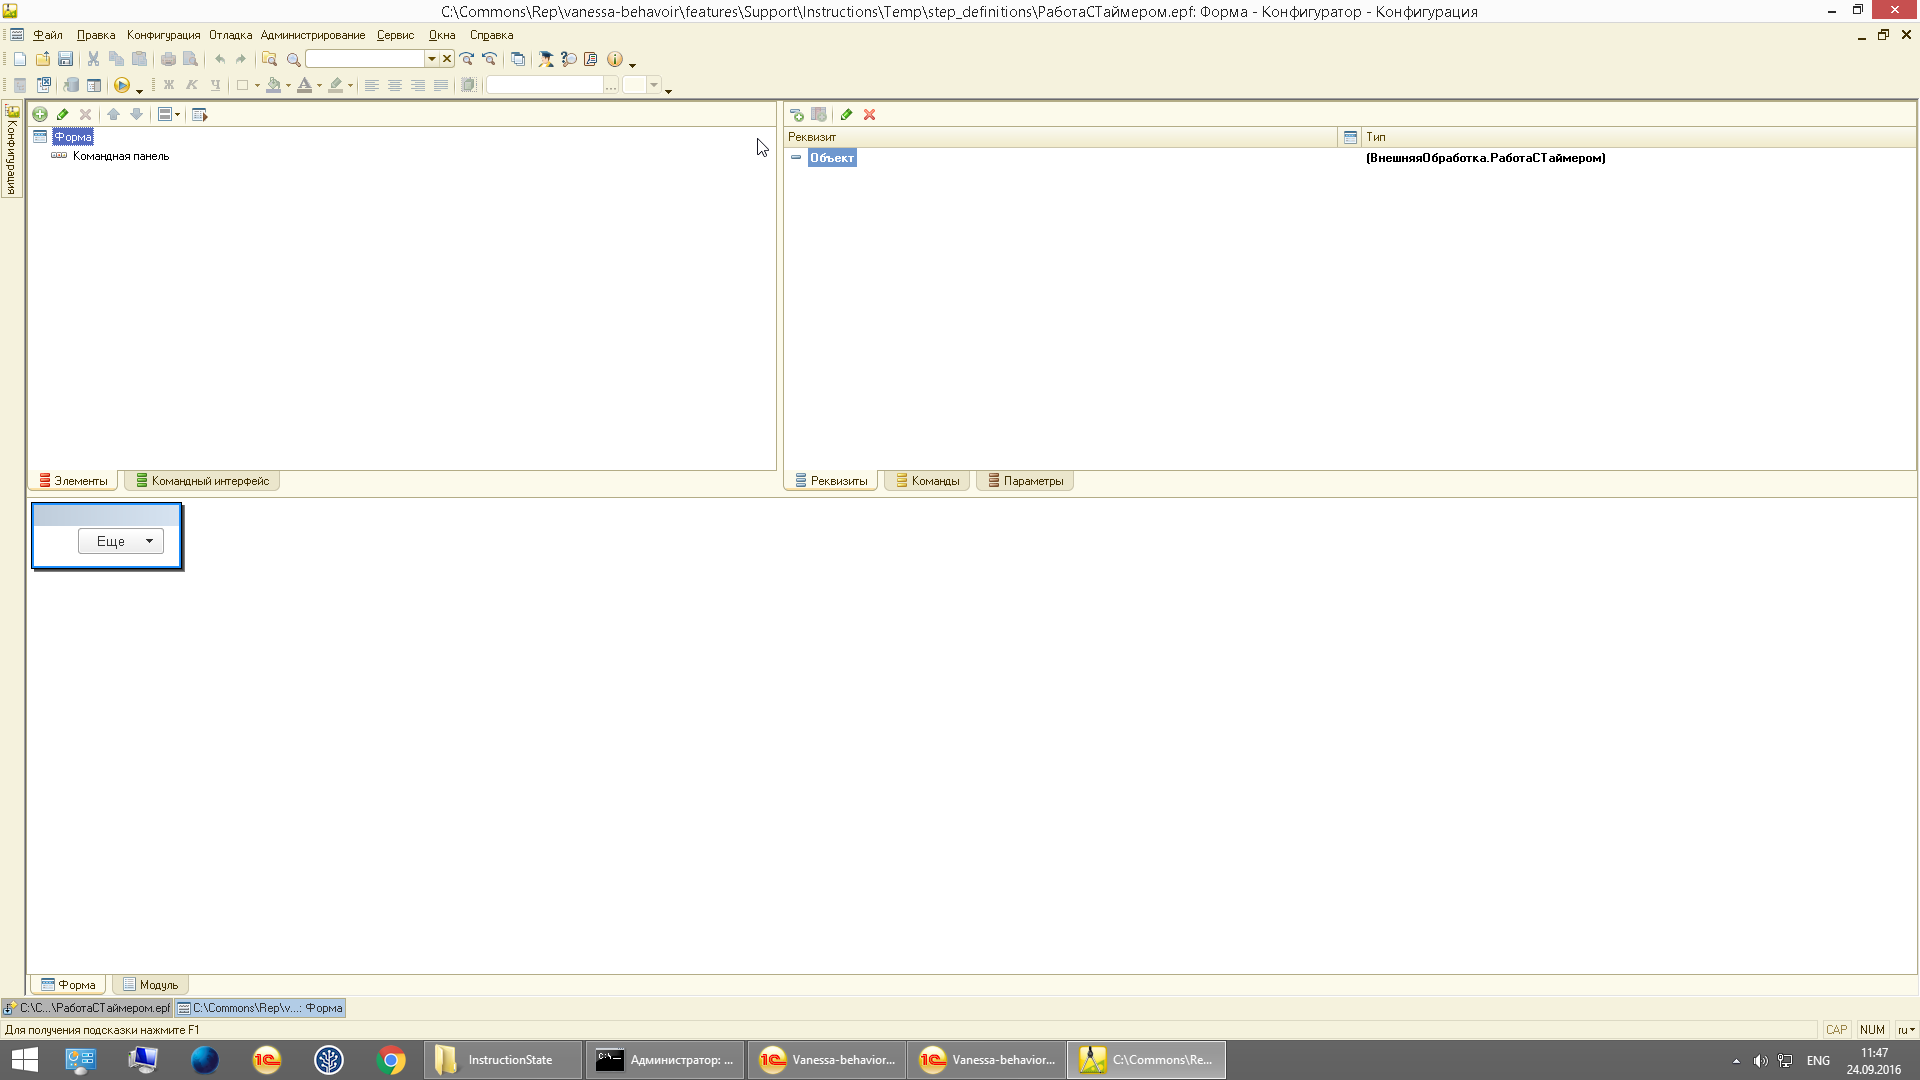 C:\Commons\Rep\vanessa-behavoir\features\Support\Instructions\Temp\step_definitions\РаботаСТаймером.epf: Форма - Конфигуратор - Конфигурация
Файл Правка Конфигурация Отладка Администрирование Сервис Окна Справка
Ж К Ч
Конфигурация
Форма
Командная панель
Реквизит Тип
Объект (ВнешняяОбработка.РаботаСТаймером)
Элементы Командный интерфейс
Реквизиты Команды Параметры
Еще
Форма Модуль
C:\С...\РаботаСТаймером.epf C:\Commons\Rep\v...: Форма
Для получения подсказки нажмите F1
CAP NUM ru
InstructionState
Администратор: ...
Vanessa-behavior...
Vanessa-behavior...
C:\Commons\Re...
ENG
11:47
24.09.2016